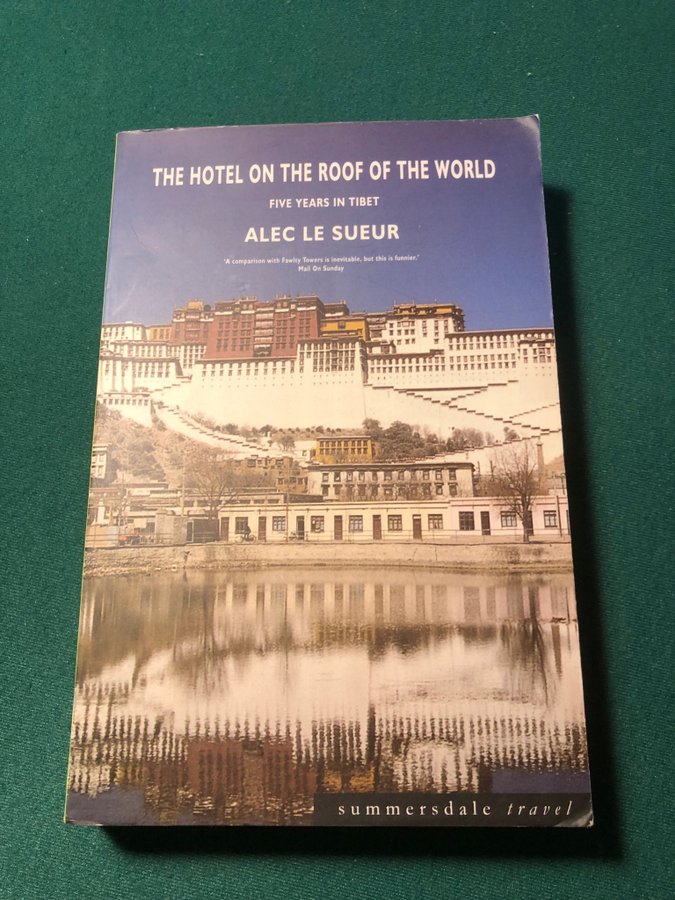 THE HOTEL ON THE ROOF OF THE WORLD
FIVE YEARS IN TIBET
ALEC LE SUEUR
'A comparison with Fawlty Towers is inevitable, but this is funnier.'
Mail On Sunday
summersdale travel